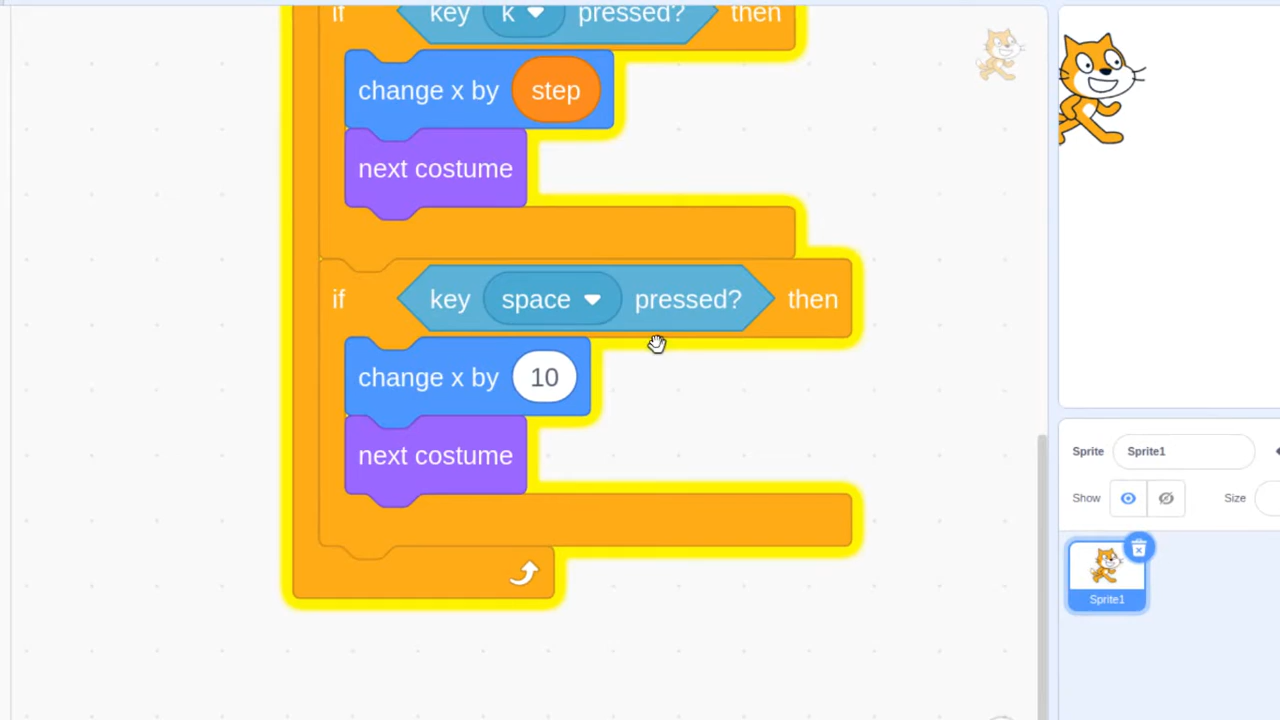 if key k pressed? then
change x by step
next costume
if key space pressed? then
change x by 10
next costume
Sprite Sprite1
Show Size
Sprite1